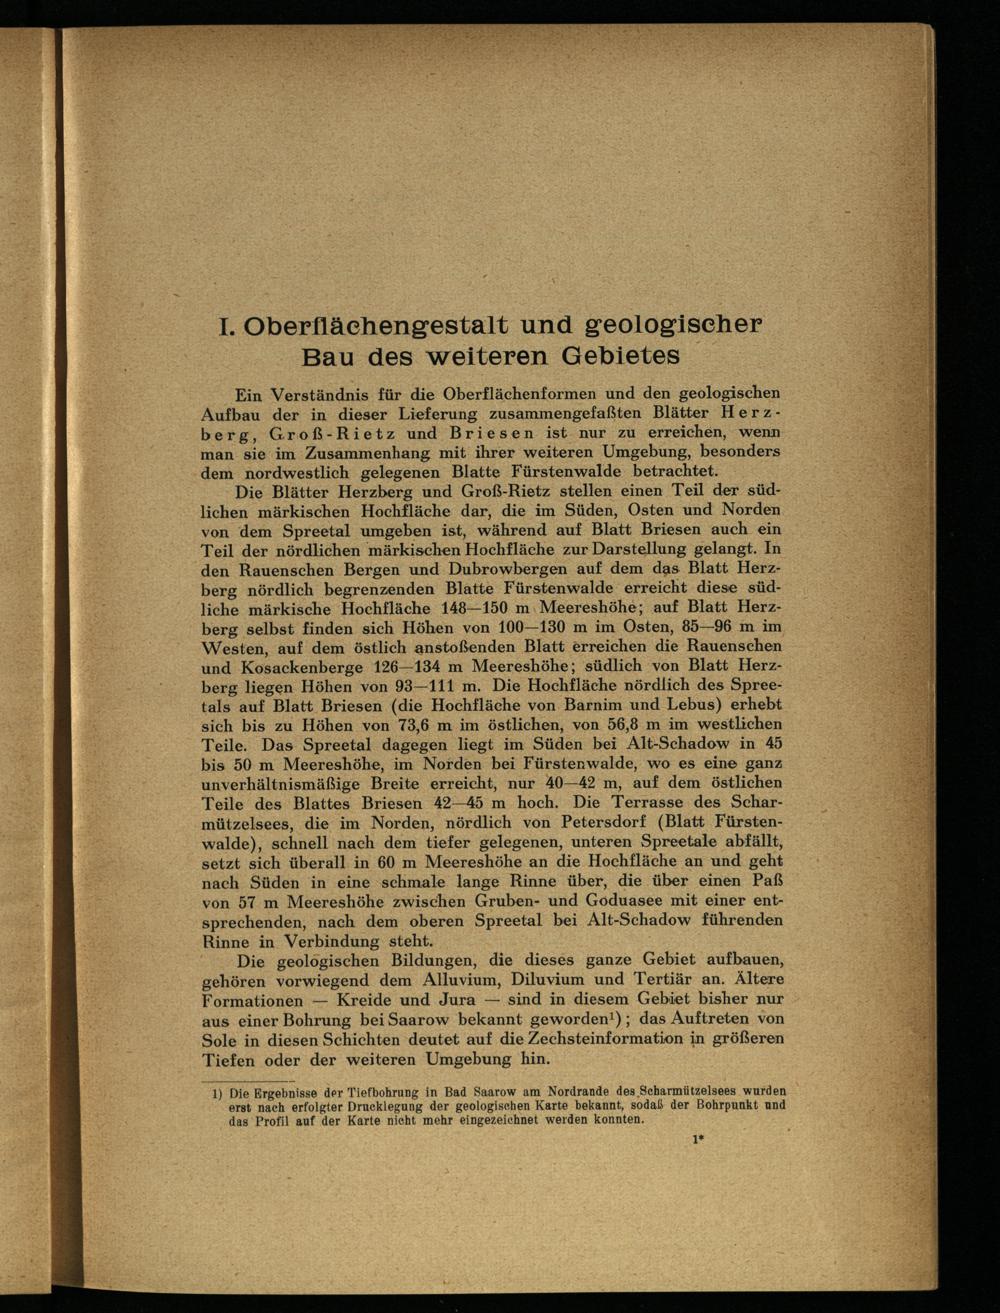 I. Oberflächengestalt und geologischer
Bau des weiteren Gebietes
Ein Verständnis für die Oberflächenformen und den geologischen
Aufbau der in dieser Lieferung zusammengefaßten Blätter Herz-
berg, Groß-Rietz und Briesen ist nur zu erreichen, wenn
man sie im Zusammenhang mit ihrer weiteren Umgebung, besonders
dem nordwestlich gelegenen Blatte Fürstenwalde betrachtet.
Die Blätter Herzberg und Groß-Rietz stellen einen Teil der süd-
lichen märkischen Hochfläche dar, die im Süden, Osten und Norden
von dem Spreetal umgeben ist, während auf Blatt Briesen auch ein
Teil der nördlichen märkischen Hochfläche zur Darstellung gelangt. In
den Rauenschen Bergen und Dubrowbergen auf dem das Blatt Herz-
berg nördlich begrenzenden Blatte Fürstenwalde erreicht diese süd-
liche märkische Hochfläche 148—150 m Meereshöhe; auf Blatt Herz-
berg selbst finden sich Höhen von 100—130 m im Osten, 85—96 m im
Westen, auf dem östlich anstoßenden Blatt erreichen die Rauenschen
und Kosackenberge 126—134 m Meereshöhe; südlich von Blatt Herz-
berg liegen Höhen von 93—111 m. Die Hochfläche nördlich des Spree-
tals auf Blatt Briesen (die Hochfläche von Barnim und Lebus) erhebt
sich bis zu Höhen von 73,6 m im östlichen, von 56,8 m im westlichen
Teile. Das Spreetal dagegen liegt im Süden bei Alt-Schadow in 45
bis 50 m Meereshöhe, im Norden bei Fürstenwalde, wo es eine ganz
unverhältnismäßige Breite erreicht, nur 40—42 m, auf dem östlichen
Teile des Blattes Briesen 42—45 m hoch. Die Terrasse des Schar-
mützelsees, die im Norden, nördlich von Petersdorf (Blatt Fürsten-
walde), schnell nach dem tiefer gelegenen, unteren Spreetale abfällt,
setzt sich überall in 60 m Meereshöhe an die Hochfläche an und geht
nach Süden in eine schmale lange Rinne über, die über einen Paß
von 57 m Meereshöhe zwischen Gruben- und Goduasee mit einer ent-
sprechenden, nach dem oberen Spreetal bei Alt-Schadow führenden
Rinne in Verbindung steht.
Die geologischen Bildungen, die dieses ganze Gebiet aufbauen,
gehören vorwiegend dem Alluvium, Diluvium und Tertiär an. Ältere
Formationen — Kreide und Jura — sind in diesem Gebiet bisher nur
aus einer Bohrung bei Saarow bekannt geworden¹); das Auftreten von
Sole in diesen Schichten deutet auf die Zechsteinformation in größeren
Tiefen oder der weiteren Umgebung hin.
1) Die Ergebnisse der Tiefbohrung in Bad Saarow am Nordrande des Scharmützelsees wurden
erst nach erfolgter Drucklegung der geologischen Karte bekannt, sodaß der Bohrpunkt und
das Profil auf der Karte nicht mehr eingezeichnet werden konnten.
1*